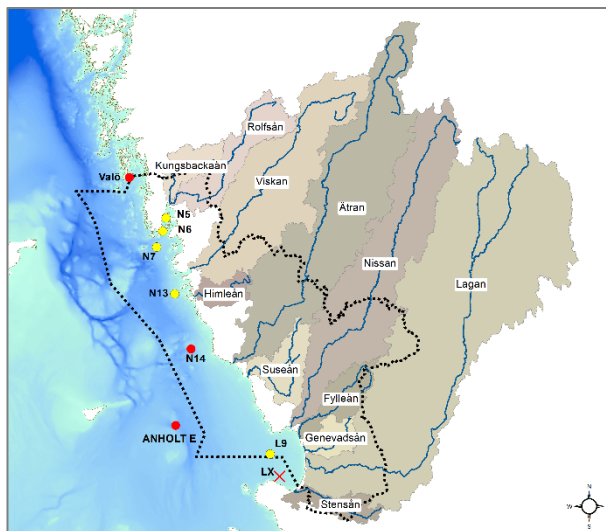 Rolfsån
Kungsbackaån
Valö
Viskan
Ätran
N5
N6
N7
Nissan
Lagan
N13
Himleån
N14
Suseån
Fylleån
ANHOLT E
Genevadsån
L9
LX
Stensån
N
W
S